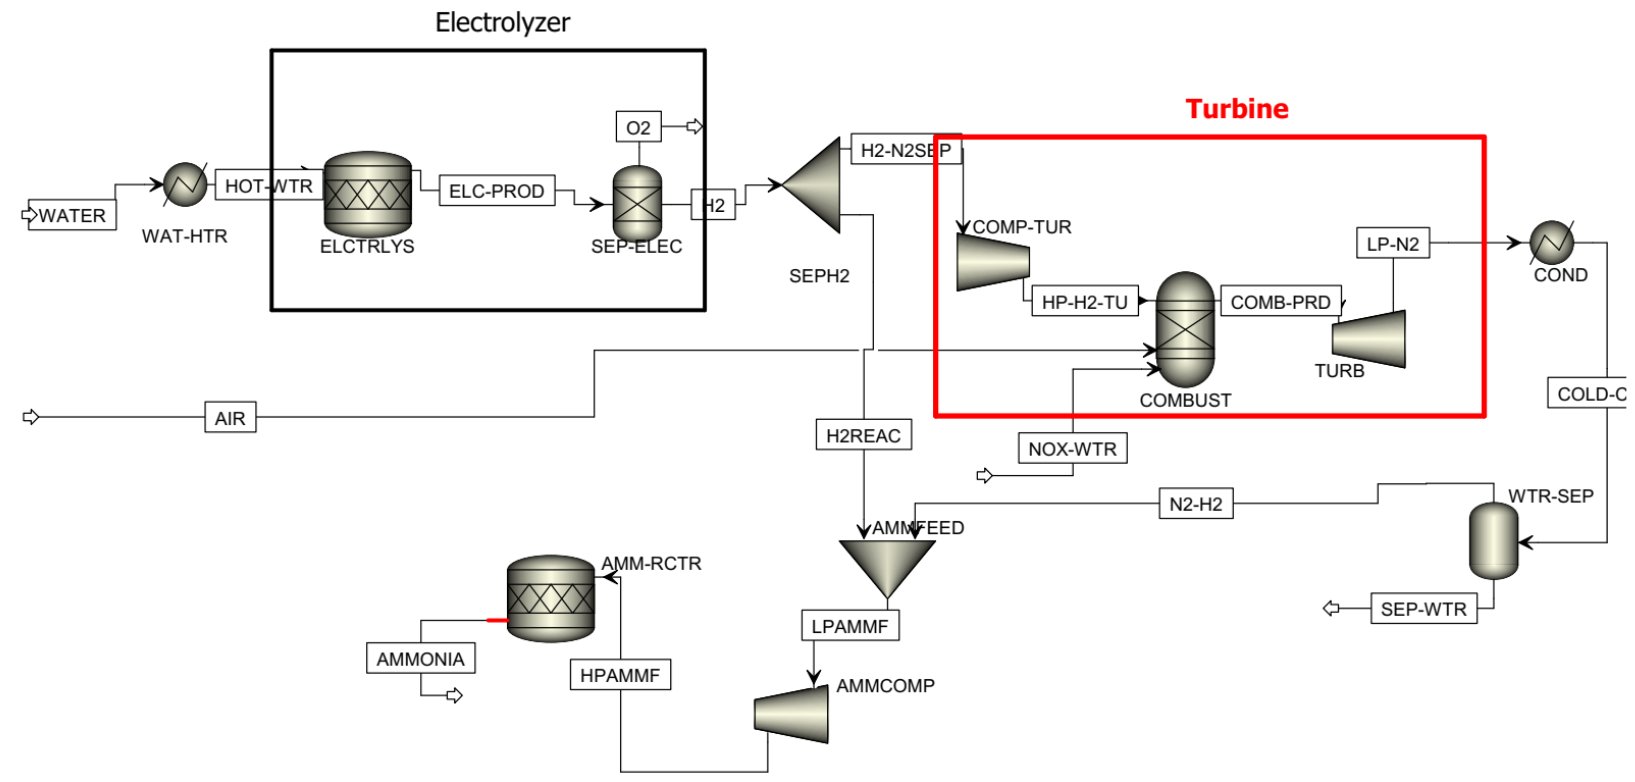 Electrolyzer
Turbine
O2
H2-N2SEP
HOT-WTR
ELC-PROD
H2
WATER
WAT-HTR
ELCTRLYS
SEP-ELEC
SEPH2
COMP-TUR
LP-N2
COND
HP-H2-TU
COMB-PRD
TURB
COMBUST
COLD-C
AIR
H2REAC
NOX-WTR
N2-H2
WTR-SEP
AMMFEED
AMM-RCTR
SEP-WTR
LPAMMF
AMMONIA
HPAMMF
AMMCOMP